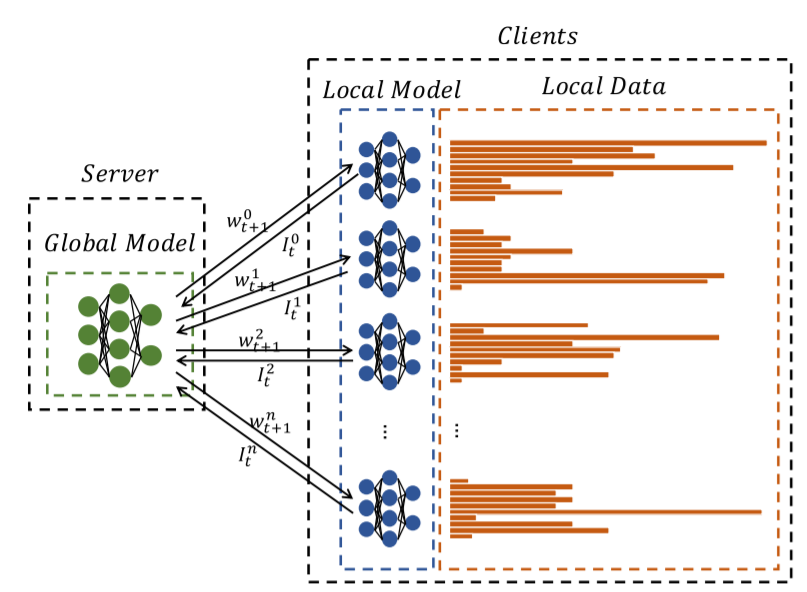 Clients
Local Model
Local Data
Server
Global Model
w_{t+1}^0
I_t^0
w_{t+1}^1
I_t^1
w_{t+1}^2
I_t^2
...
...
w_{t+1}^n
I_t^n